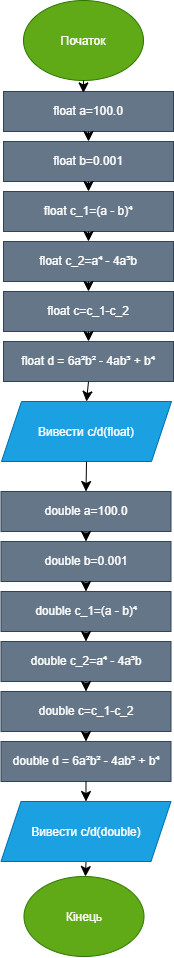 Початок
float a=100.0
float b=0.001
float c_1=(a - b)⁴
float c_2=a⁴ - 4a³b
float c=c_1-c_2
float d = 6a²b² - 4ab³ + b⁴
Вивести c/d(float)
double a=100.0
double b=0.001
double c_1=(a - b)⁴
double c_2=a⁴ - 4a³b
double c=c_1-c_2
double d = 6a²b² - 4ab³ + b⁴
Вивести c/d(double)
Кінець